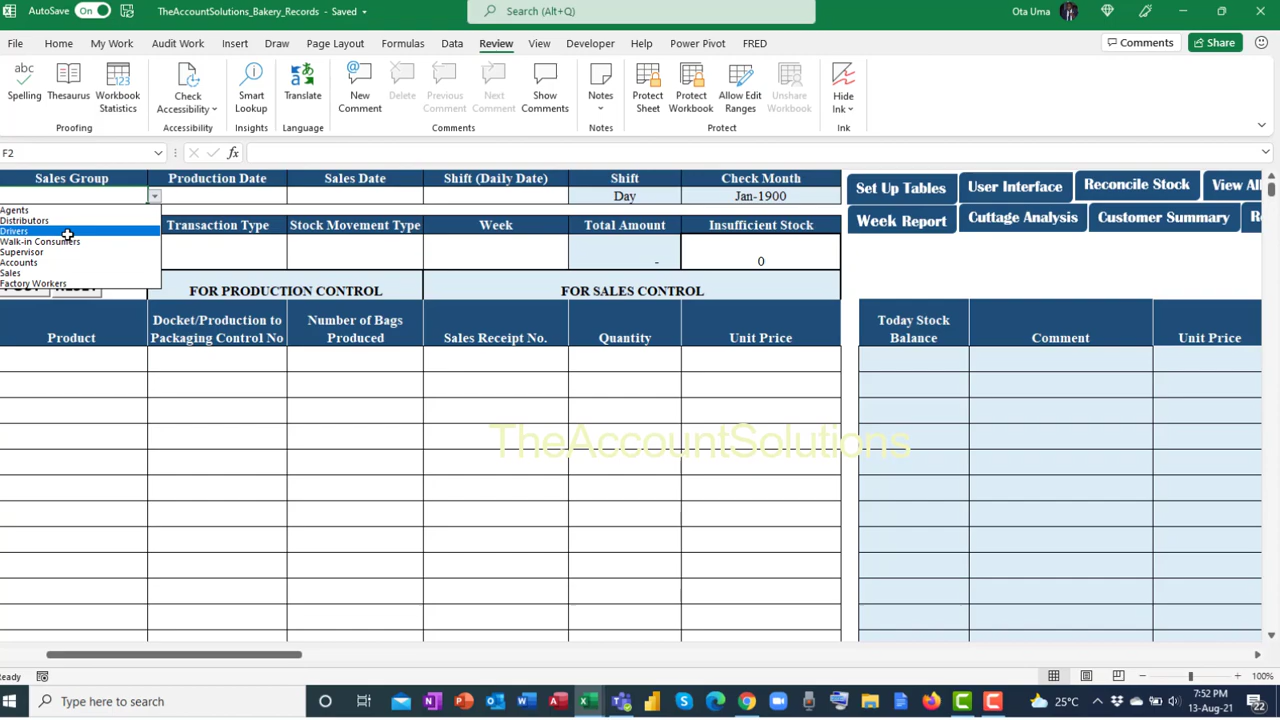 AutoSave On TheAccountSolutions_Bakery_Records - Saved Search (Alt+Q) Ota Uma
File Home My Work Audit Work Insert Draw Page Layout Formulas Data Review View Developer Help Power Pivot FRED Comments Share
abc
Spelling Thesaurus Workbook Statistics Check Accessibility Smart Lookup Translate New Comment Delete Previous Comment Next Comment Show Comments Notes Protect Sheet Protect Workbook Allow Edit Ranges Unshare Workbook Hide Ink
Proofing Accessibility Insights Language Comments Notes Protect Ink
F2 fx
Sales Group Production Date Sales Date Shift (Daily Date) Shift Check Month
Day Jan-1900
Set Up Tables User Interface Reconcile Stock View All
Agents
Distributors
Drivers
Walk-in Consumers
Supervisor
Accounts
Sales
Factory Workers
Transaction Type Stock Movement Type Week Total Amount Insufficient Stock
Week Report Cuttage Analysis Customer Summary
- 0
FOR PRODUCTION CONTROL FOR SALES CONTROL
Product Docket/Production to Packaging Control No Number of Bags Produced Sales Receipt No. Quantity Unit Price Today Stock Balance Comment Unit Price
TheAccountSolutions
eady 100%
Type here to search 25°C 7:52 PM
13-Aug-21 22